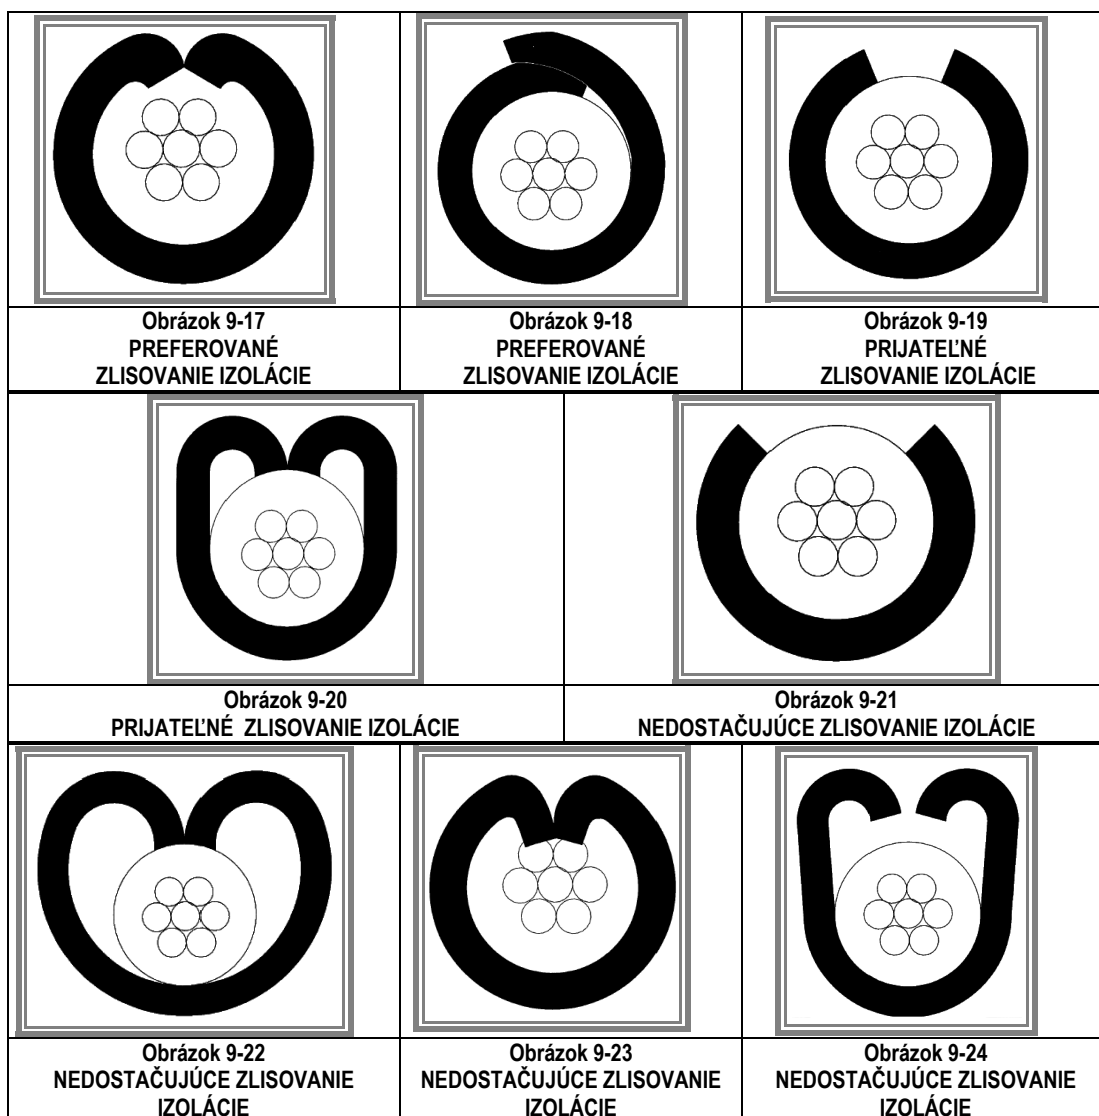 Obrázok 9-17
PREFEROVANÉ
ZLISOVANIE IZOLÁCIE
Obrázok 9-18
PREFEROVANÉ
ZLISOVANIE IZOLÁCIE
Obrázok 9-19
PRIJATEĽNÉ
ZLISOVANIE IZOLÁCIE
Obrázok 9-20
PRIJATEĽNÉ ZLISOVANIE IZOLÁCIE
Obrázok 9-21
NEDOSTAČUJÚCE ZLISOVANIE IZOLÁCIE
Obrázok 9-22
NEDOSTAČUJÚCE ZLISOVANIE
IZOLÁCIE
Obrázok 9-23
NEDOSTAČUJÚCE ZLISOVANIE
IZOLÁCIE
Obrázok 9-24
NEDOSTAČUJÚCE ZLISOVANIE
IZOLÁCIE